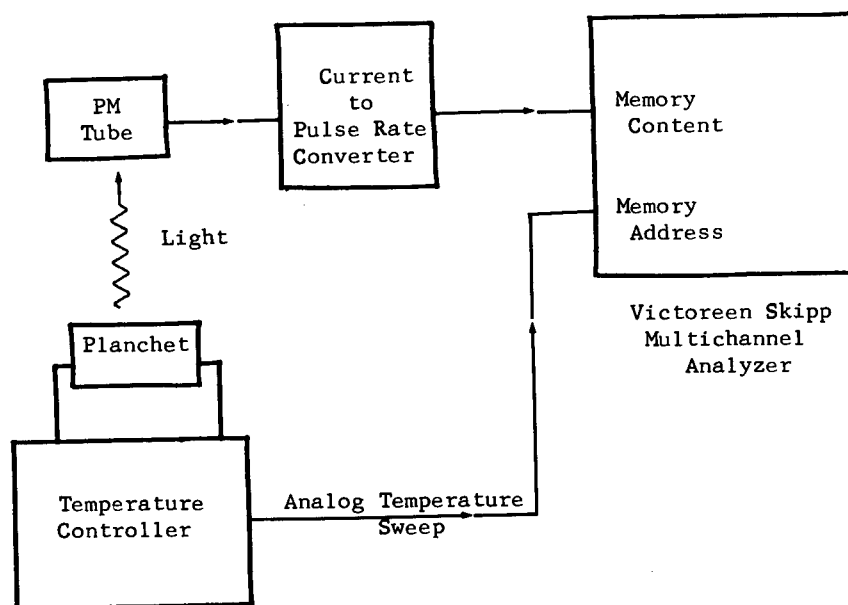 PM
Tube
Current
to
Pulse Rate
Converter
Memory
Content
Memory
Address
Light
Victoreen Skipp
Multichannel
Analyzer
Planchet
Temperature
Controller
Analog Temperature
Sweep